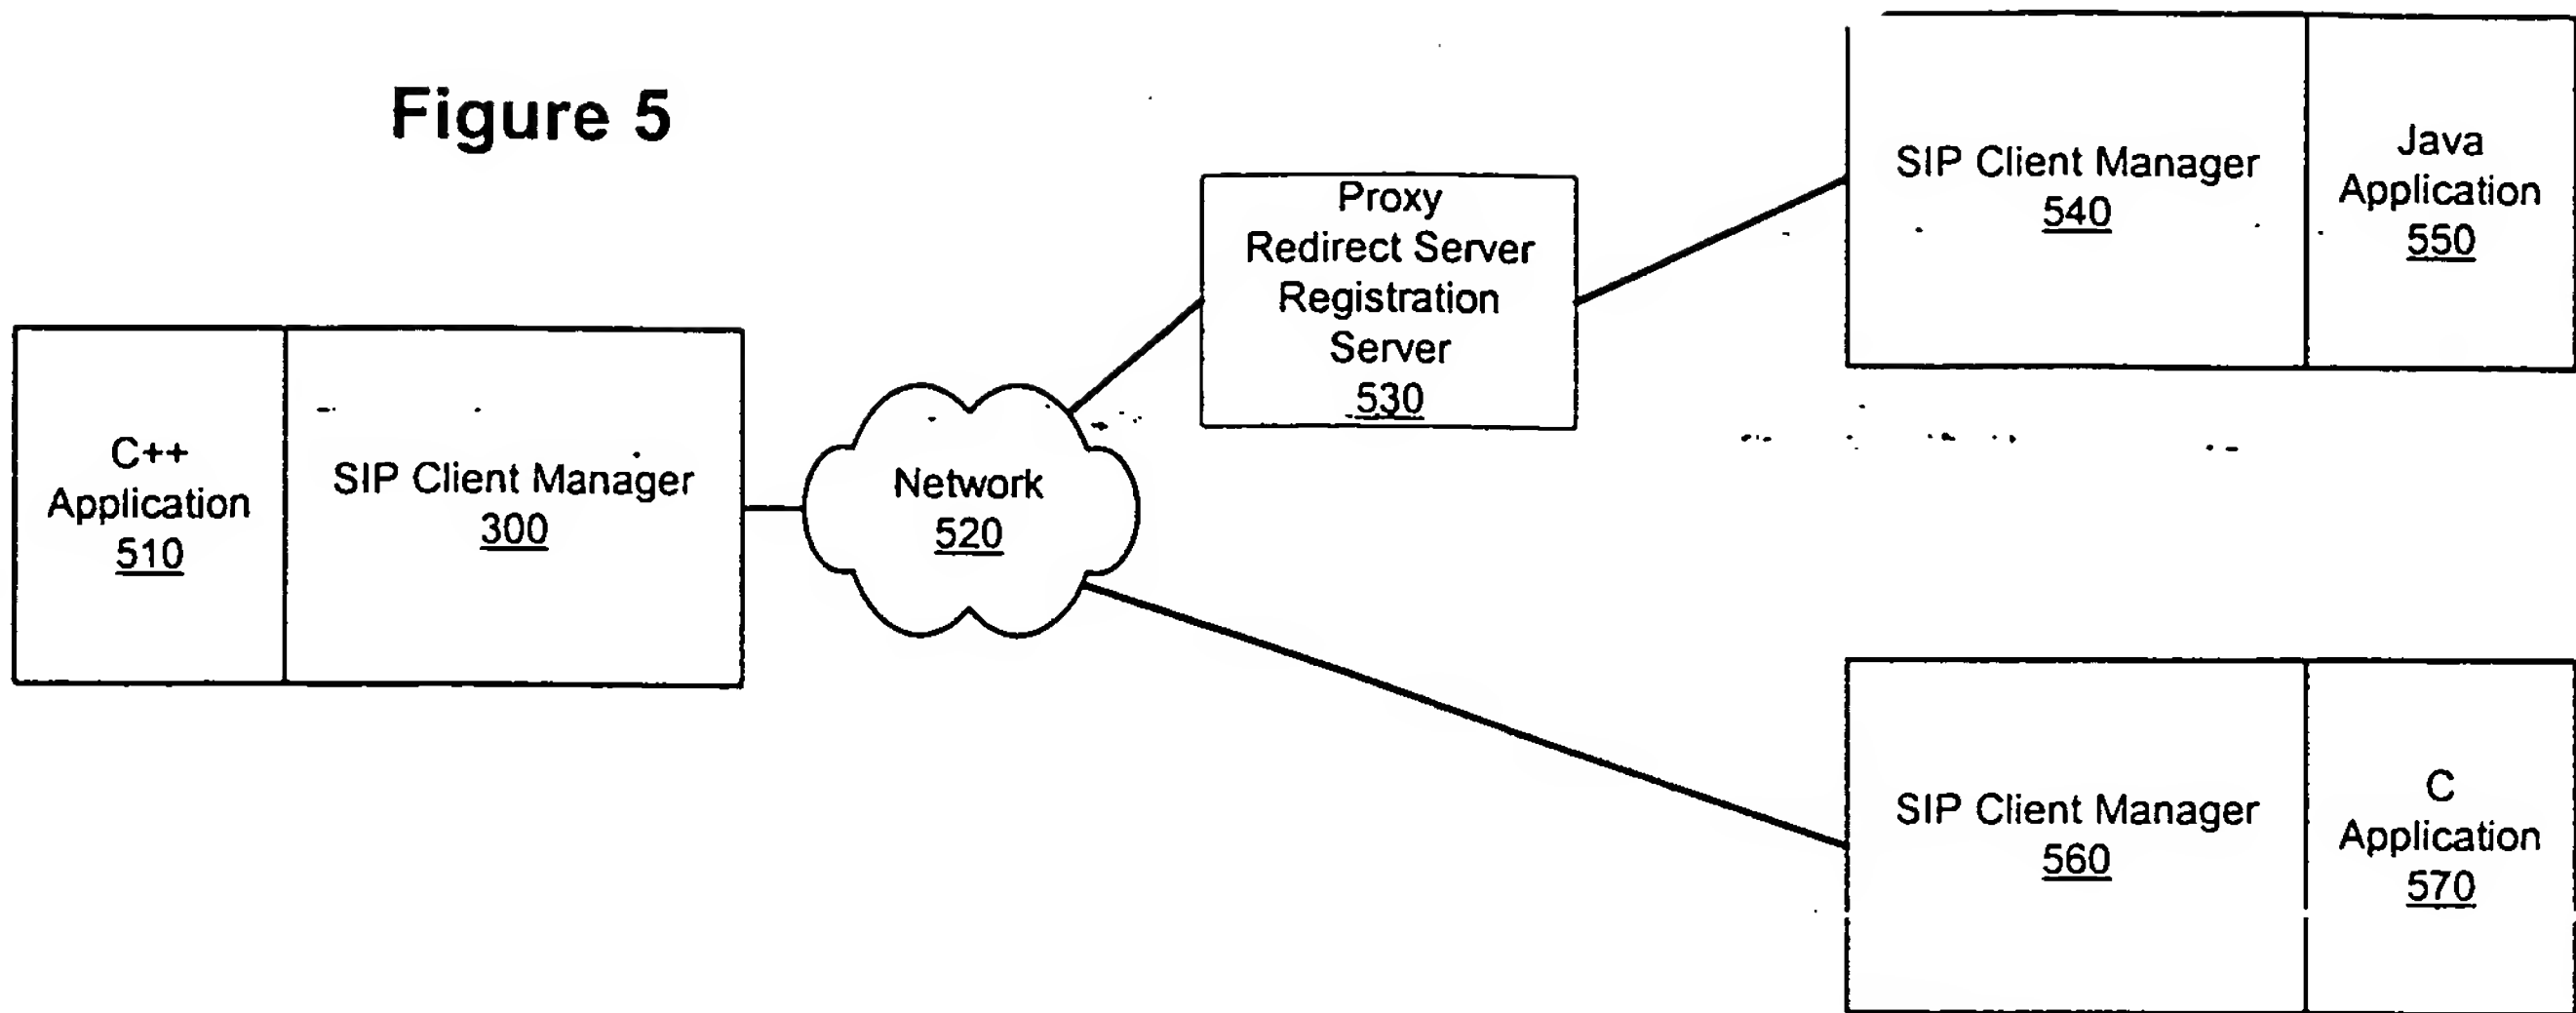 Figure 5
C++
Application
510
SIP Client Manager
300
Network
520
Proxy
Redirect Server
Registration
Server
530
SIP Client Manager
540
Java
Application
550
SIP Client Manager
560
C
Application
570